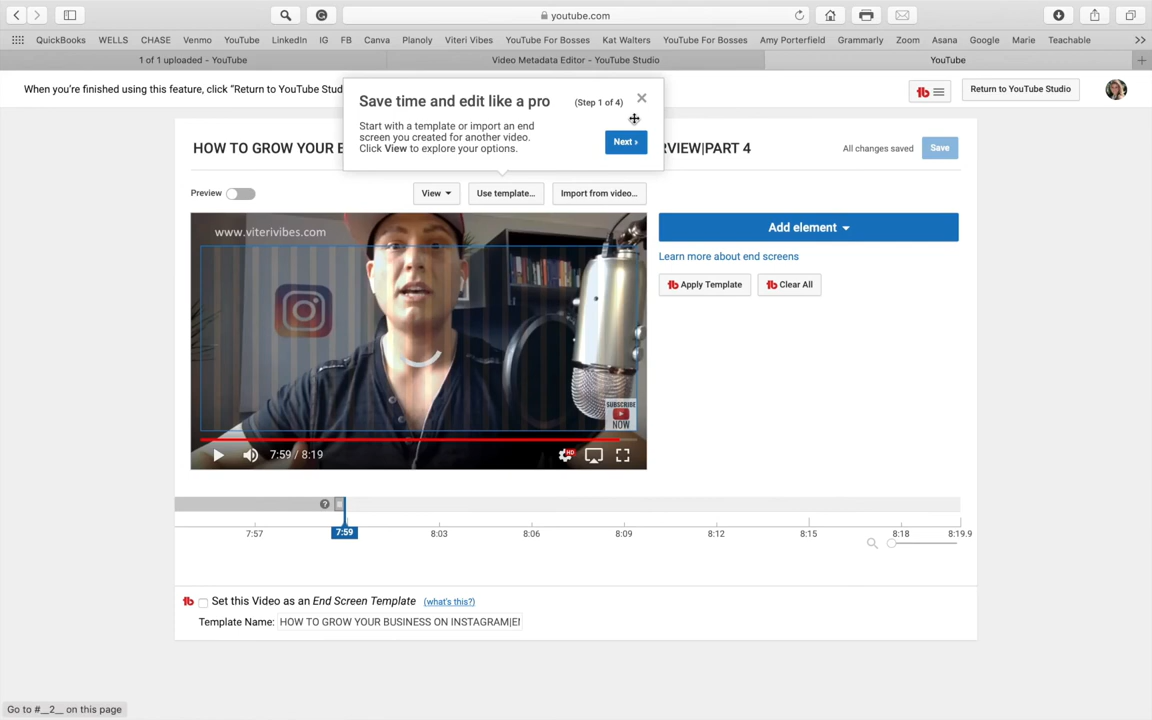 youtube.com
QuickBooks WELLS CHASE Venmo YouTube LinkedIn IG FB Canva Planoly Viteri Vibes YouTube For Bosses Kat Walters YouTube For Bosses Amy Porterfield Grammarly Zoom Asana Google Marie Teachable
1 of 1 uploaded - YouTube
Video Metadata Editor - YouTube Studio
YouTube
When you're finished using this feature, click "Return to YouTube Stud
Return to YouTube Studio
Save time and edit like a pro (Step 1 of 4)
Start with a template or import an end
screen you created for another video.
Click View to explore your options.
Next ›
HOW TO GROW YOUR B
RVIEW|PART 4
All changes saved
Save
Preview
View
Use template...
Import from video...
www.viterivibes.com
SUBSCRIBE
NOW
7:59 / 8:19
HD
Add element
Learn more about end screens
tb Apply Template
tb Clear All
7:57 7:59 8:03 8:06 8:09 8:12 8:15 8:18 8:19.9
tb Set this Video as an End Screen Template (what's this?)
Template Name: HOW TO GROW YOUR BUSINESS ON INSTAGRAM|EI
Go to #__2__ on this page